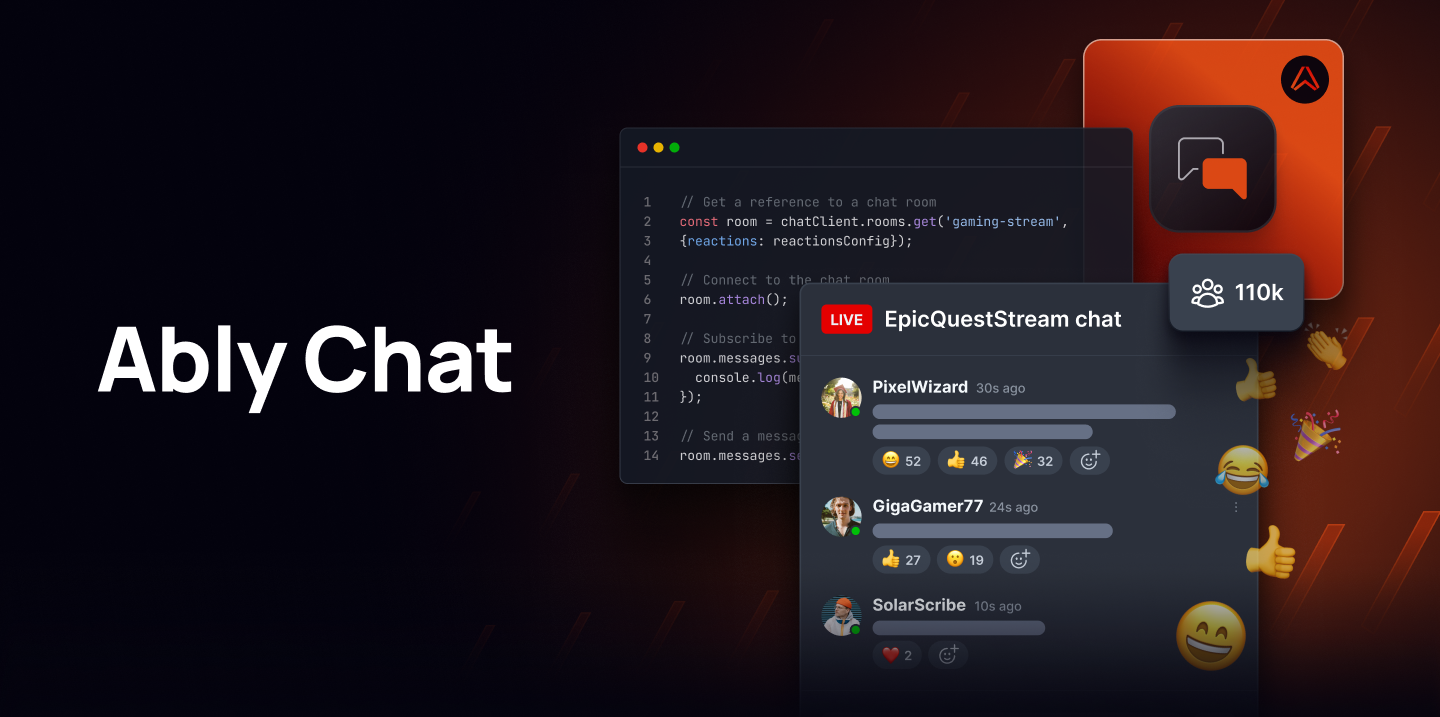 Ably Chat
1 // Get a reference to a chat room
2 const room = chatClient.rooms.get('gaming-stream',
3 {reactions: reactionsConfig});
4
5 // Connect to the chat room
6 room.attach();
7
8 // Subscribe to
9 room.messages.su
10 console.log(me
11 });
12
13 // Send a messag
14 room.messages.se
110k
LIVE EpicQuestStream chat
PixelWizard 30s ago
52 46 32
GigaGamer77 24s ago
27 19
SolarScribe 10s ago
2